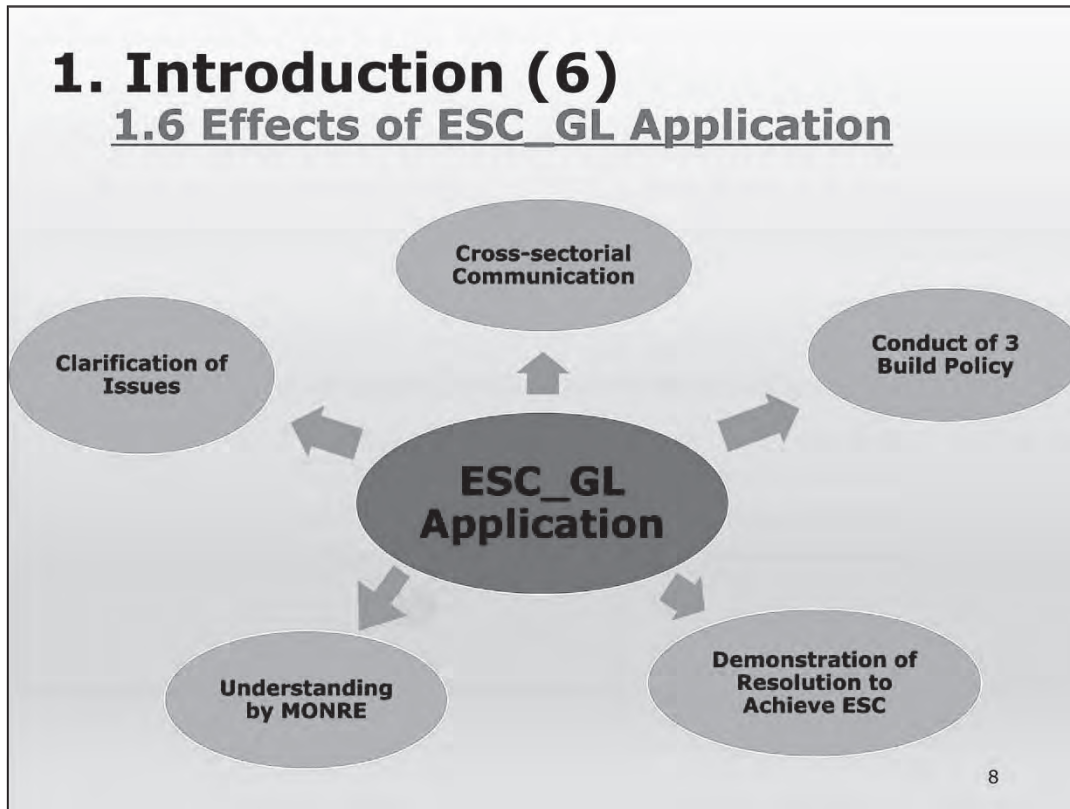 1. Introduction (6)
1.6 Effects of ESC_GL Application
Cross-sectorial
Communication
Clarification of
Issues
Conduct of 3
Build Policy
ESC_GL
Application
Understanding
by MONRE
Demonstration of
Resolution to
Achieve ESC
8